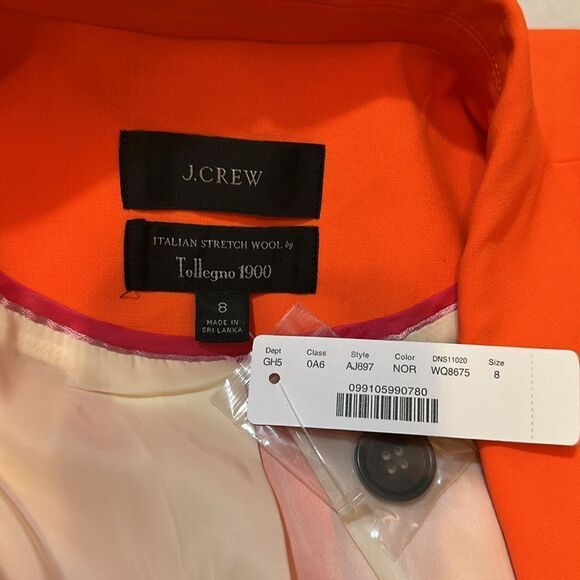 J.CREW
ITALIAN STRETCH WOOL by
Tollegno 1900
8
MADE IN
SRI LANKA
Dept Class Style Color DNS11020 Size
GH5 0A6 AJ897 NOR WQ8675 8
099105990780